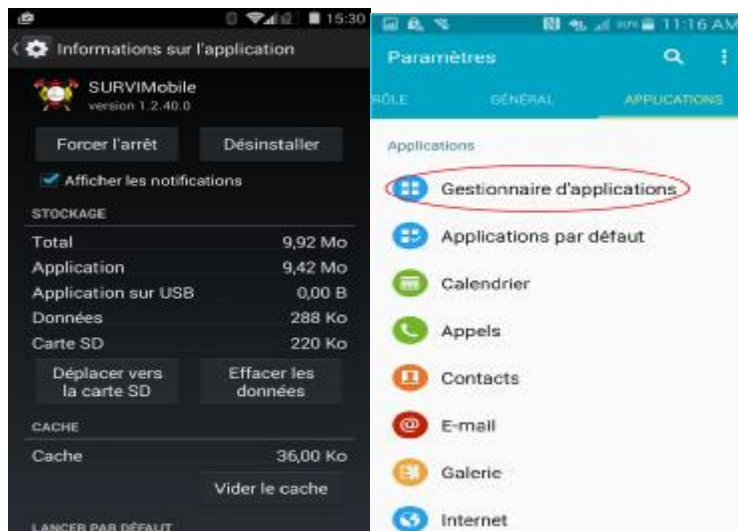 15:30
Informations sur l'application
SURVIMobile
version 1.2.40.0
Forcer l'arrêt
Désinstaller
Afficher les notifications
STOCKAGE
Total 9,92 Mo
Application 9,42 Mo
Application sur USB 0,00 B
Données 288 Ko
Carte SD 220 Ko
Déplacer vers
la carte SD
Effacer les
données
CACHE
Cache 36,00 Ko
Vider le cache
LANCER PAR DÉFAUT
11:16 AM
Paramètres
RÔLE GÉNÉRAL APPLICATIONS
Applications
Gestionnaire d'applications
Applications par défaut
Calendrier
Appels
Contacts
E-mail
Galerie
Internet